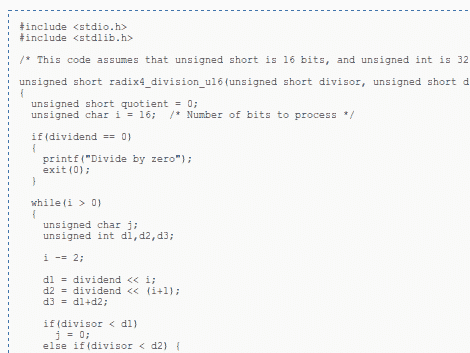 #include <stdio.h>
#include <stdlib.h>
/* This code assumes that unsigned short is 16 bits, and unsigned int is 32
unsigned short radix4_division_u16(unsigned short divisor, unsigned short d
{
unsigned short quotient = 0;
unsigned char i = 16;  /* Number of bits to process */
if(dividend == 0)
{
printf("Divide by zero");
exit(0);
}
while(i > 0)
{
unsigned char j;
unsigned int d1,d2,d3;
i -= 2;
d1 = dividend << i;
d2 = dividend << (i+1);
d3 = d1+d2;
if(divisor < d1)
j = 0;
else if(divisor < d2) {